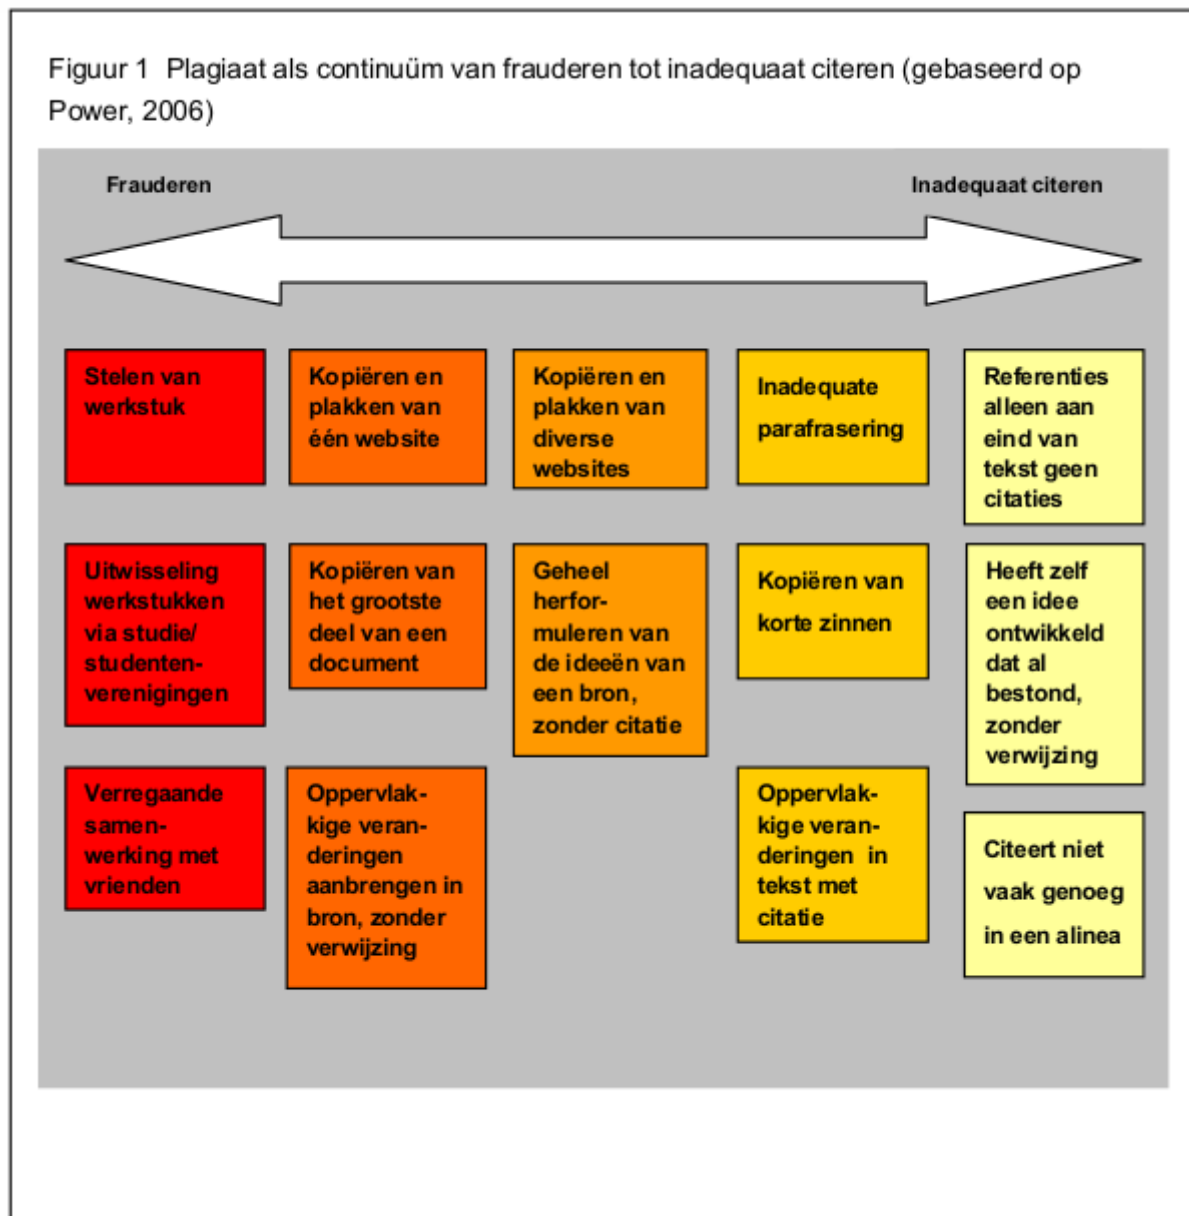 Figuur 1 Plagiaat als continuüm van frauderen tot inadequaat citeren (gebaseerd op
Power, 2006)
Frauderen
Inadequaat citeren
Stelen van
werkstuk
Kopiëren en
plakken van
één website
Kopiëren en
plakken van
diverse
websites
Inadequate
parafrasering
Referenties
alleen aan
eind van
tekst geen
citaties
Uitwisseling
werkstukken
via studie/
studenten-
verenigingen
Kopiëren van
het grootste
deel van een
document
Geheel
herfor-
muleren van
de ideeën van
een bron,
zonder citatie
Kopiëren van
korte zinnen
Heeft zelf
een idee
ontwikkeld
dat al
bestond,
zonder
verwijzing
Verregaande
samen-
werking met
vrienden
Oppervlak-
kige veran-
deringen
aanbrengen in
bron, zonder
verwijzing
Oppervlak-
kige veran-
deringen in
tekst met
citatie
Citeert niet
vaak genoeg
in een alinea